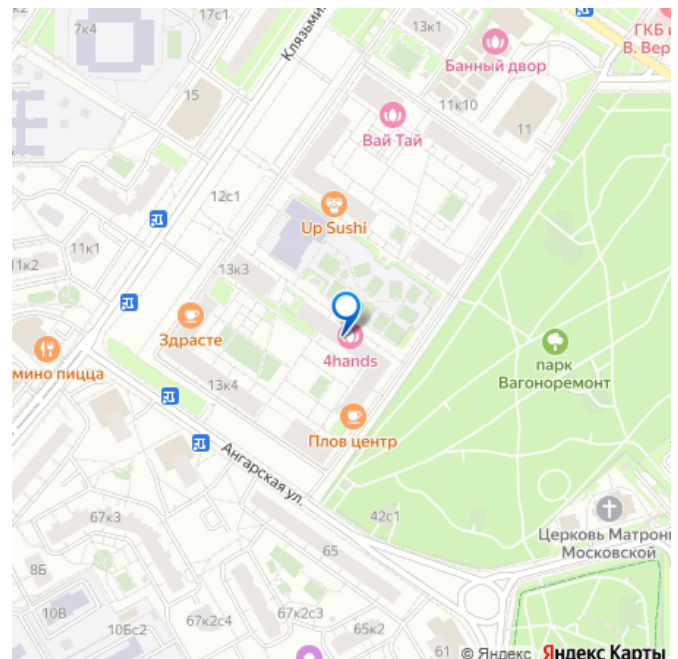 7к4
17с1
13к1
ГКБ и
В. Вер
Банный двор
Клязьми
15
11к10
11
Вай Тай
12с1
Up Sushi
11к1
11к2
13к3
Здрасте
4hands
парк
Вагоноремонт
мино пицца
13к4
Плов центр
Ангарская ул.
67к3
42с1
Церковь Матроны
Московской
65
8Б
10В
10Бс2
67к2с4
67к2с3
65к2
61
© Яндекс
Яндекс Карты